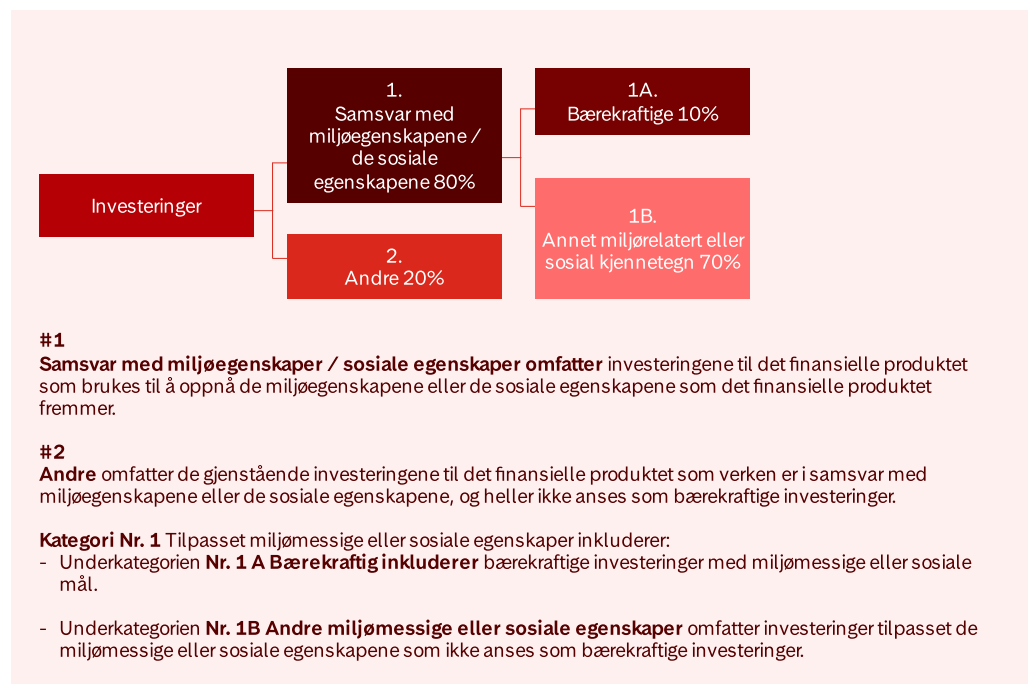 Investeringer
1.
Samsvar med
miljøegenskapene /
de sosiale
egenskapene 80%
2.
Andre 20%
1A.
Bærekraftige 10%
1B.
Annet miljørelatert eller
sosial kjennetegn 70%
#1
Samsvar med miljøegenskaper / sosiale egenskaper omfatter investeringene til det finansielle produktet
som brukes til å oppnå de miljøegenskapene eller de sosiale egenskapene som det finansielle produktet
fremmer.
#2
Andre omfatter de gjenstående investeringene til det finansielle produktet som verken er i samsvar med
miljøegenskapene eller de sosiale egenskapene, og heller ikke anses som bærekraftige investeringer.
Kategori Nr. 1 Tilpasset miljømessige eller sosiale egenskaper inkluderer:
- Underkategorien Nr. 1 A Bærekraftig inkluderer bærekraftige investeringer med miljømessige eller sosiale
mål.
- Underkategorien Nr. 1B Andre miljømessige eller sosiale egenskaper omfatter investeringer tilpasset de
miljømessige eller sosiale egenskapene som ikke anses som bærekraftige investeringer.